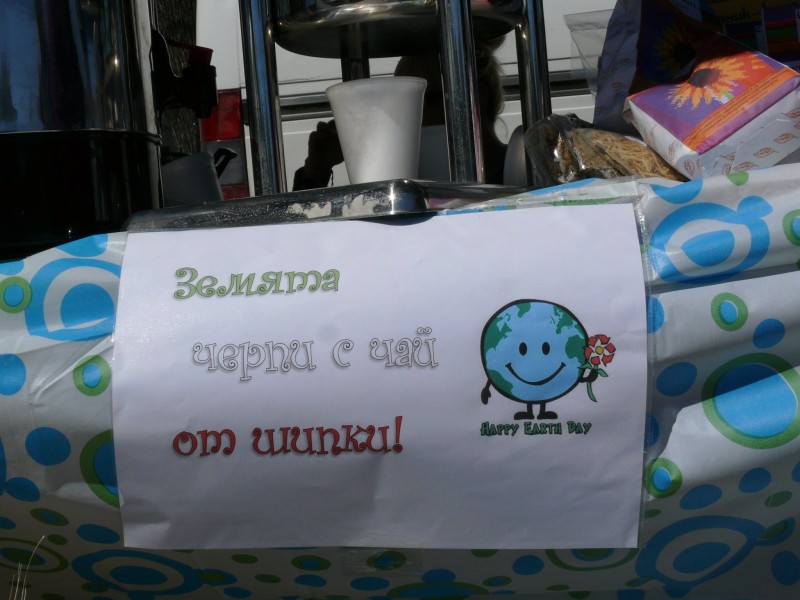 Земята
черпи с чай
от шипки!
Happy Earth Day